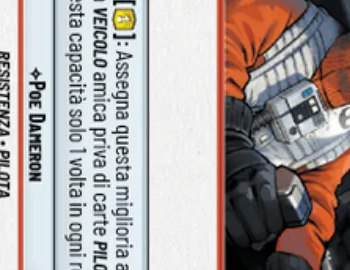 [1]: Assegna questa miglioria a
VEICOLO amica priva di carte PILO
esta capacità solo 1 volta in ogni r
✧POE DAMERON
RESISTENZA • PILOTA